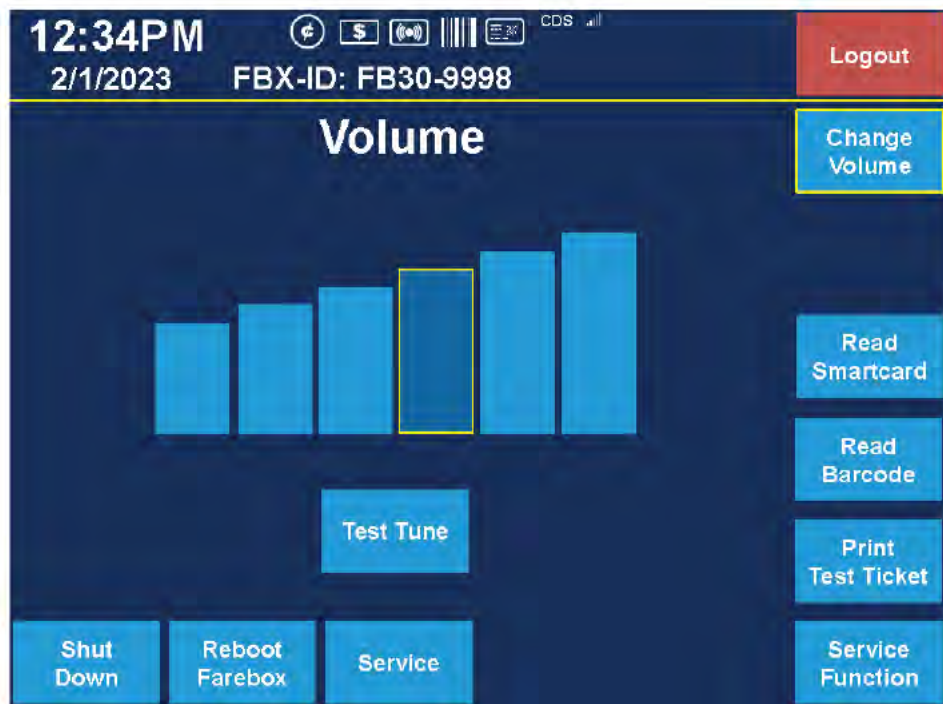 12:34PM
CDS
2/1/2023
FBX-ID: FB30-9998
Logout
Volume
Change
Volume
Read
Smartcard
Read
Barcode
Test Tune
Print
Test Ticket
Shut
Down
Reboot
Farebox
Service
Service
Function